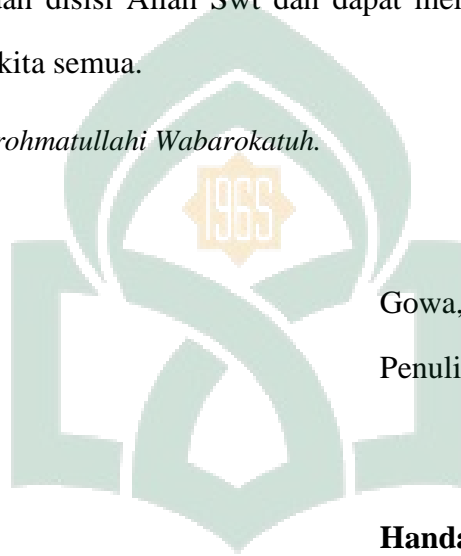 disisi Allah Swt dan dapat
kita semua.
rohmatullahi Wabarokatuh.
1965
Gowa,
Penuli
Handa